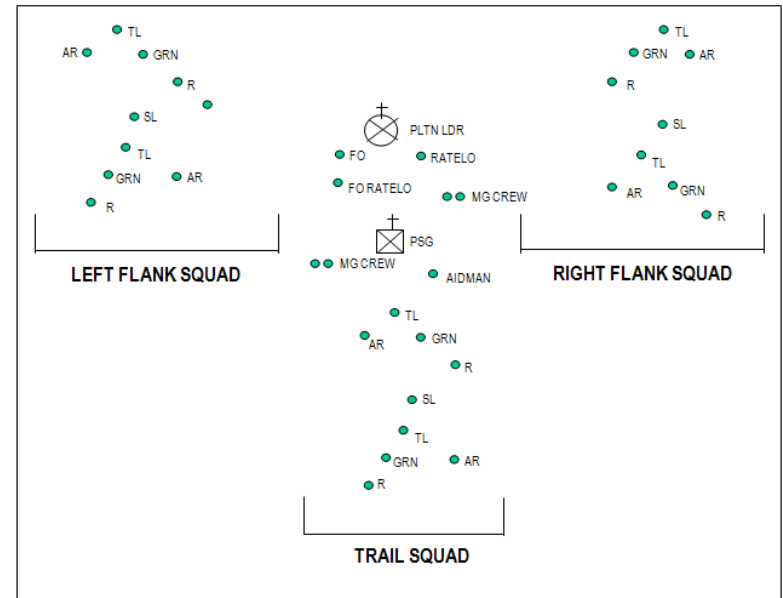 TL
AR
GRN
R
SL
TL
GRN
AR
R
LEFT FLANK SQUAD
PLTN LDR
FO
RATELO
FO RATELO
MG CREW
PSG
MG CREW
AIDMAN
TL
AR
GRN
R
SL
TL
GRN
AR
R
TRAIL SQUAD
TL
GRN
AR
R
SL
TL
AR
GRN
R
RIGHT FLANK SQUAD